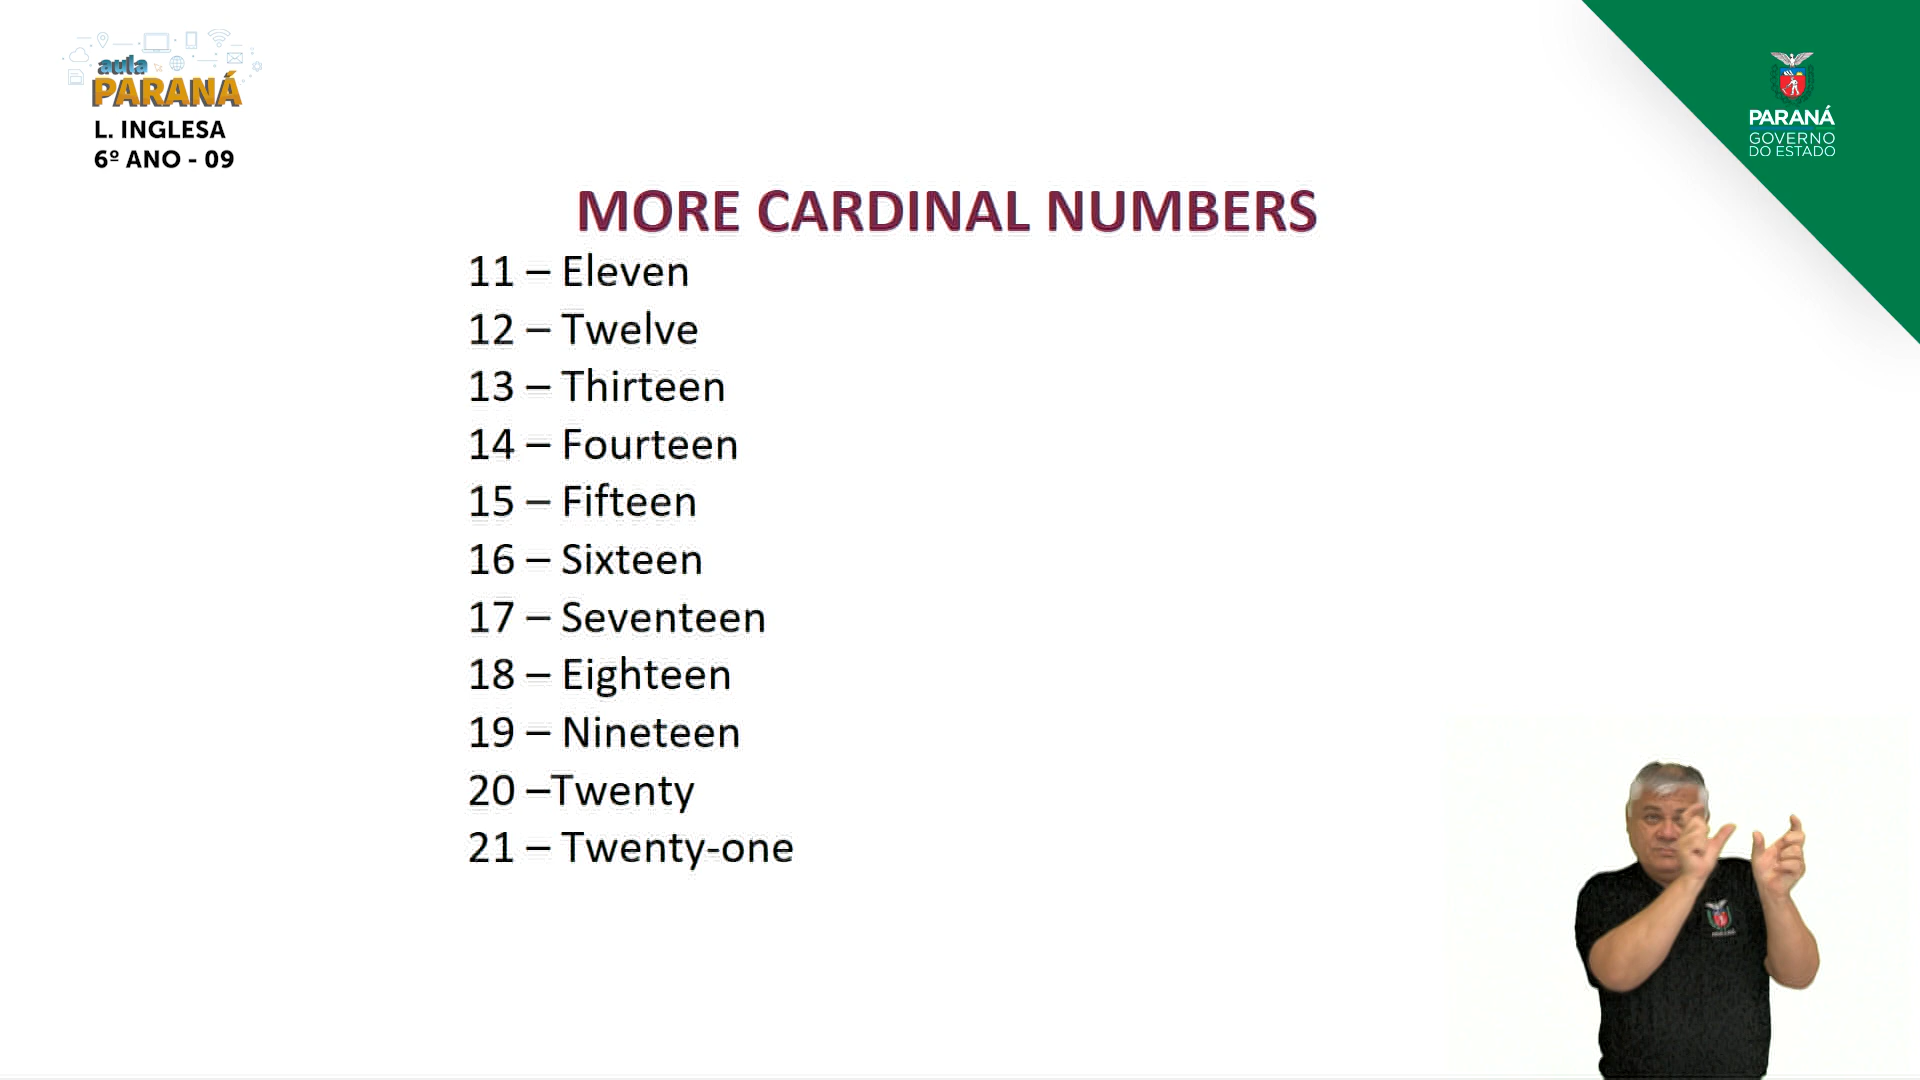 aula
PARANÁ
L. INGLESA
6º ANO - 09
PARANÁ
GOVERNO
DO ESTADO
MORE CARDINAL NUMBERS
11 – Eleven
12 – Twelve
13 – Thirteen
14 – Fourteen
15 – Fifteen
16 – Sixteen
17 – Seventeen
18 – Eighteen
19 – Nineteen
20 –Twenty
21 – Twenty-one